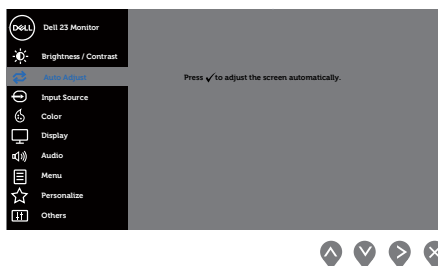 DELL Dell 23 Monitor
Brightness / Contrast
Auto Adjust
Press ✓to adjust the screen automatically.
Input Source
Color
Display
Audio
Menu
Personalize
Others